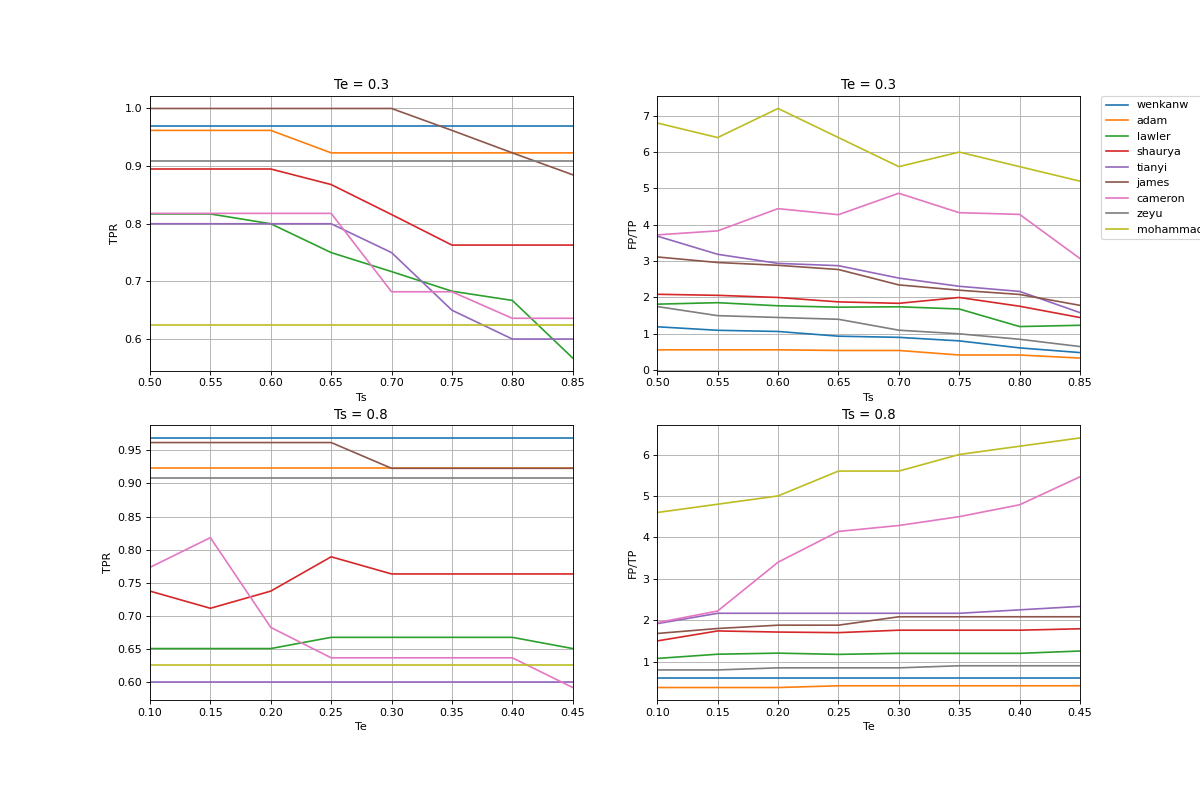 Te = 0.3
1.0
0.9
0.8
0.7
0.6
TPR
0.50 0.55 0.60 0.65 0.70 0.75 0.80 0.85
Ts
Te = 0.3
7
6
5
4
3
2
1
0
FP/TP
0.50 0.55 0.60 0.65 0.70 0.75 0.80 0.85
Ts
wenkanw
adam
lawler
shaurya
tianyi
james
cameron
zeyu
mohammad
Ts = 0.8
0.95
0.90
0.85
0.80
0.75
0.70
0.65
0.60
TPR
0.10 0.15 0.20 0.25 0.30 0.35 0.40 0.45
Te
Ts = 0.8
6
5
4
3
2
1
FP/TP
0.10 0.15 0.20 0.25 0.30 0.35 0.40 0.45
Te